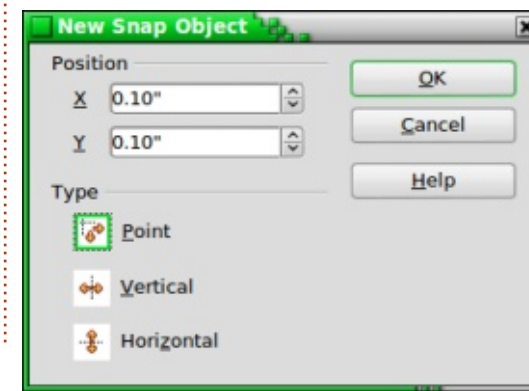 New Snap Object
Position
X 0.10"
Y 0.10"
Type
Point
Vertical
Horizontal
OK
Cancel
Help